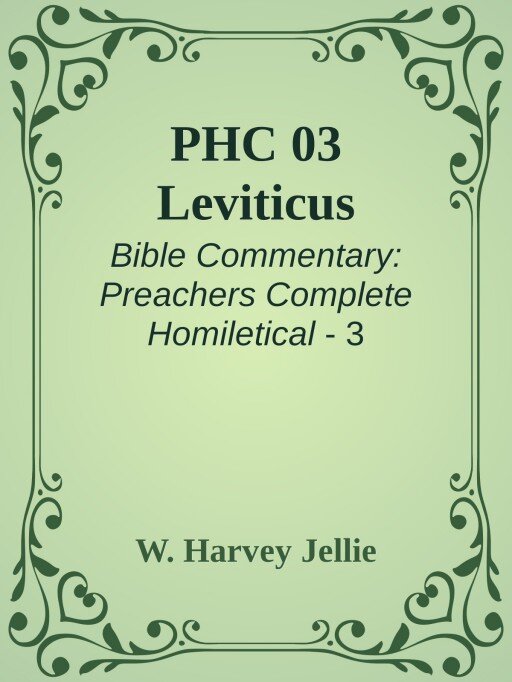 PHC 03
Leviticus
Bible Commentary:
Preachers Complete
Homiletical - 3
W. Harvey Jellie